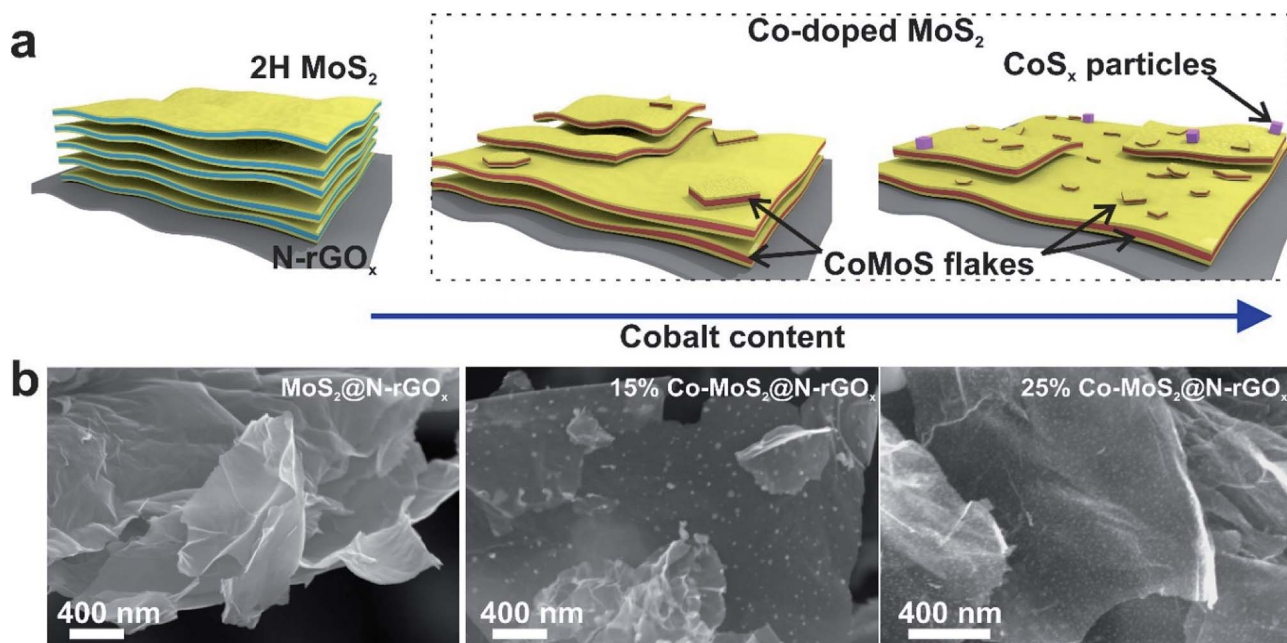 a
Co-doped MoS₂
2H MoS₂
CoSₓ particles
N-rGOₓ
CoMoS flakes
Cobalt content
b
MoS₂@N-rGOₓ
15% Co-MoS₂@N-rGOₓ
25% Co-MoS₂@N-rGOₓ
400 nm
400 nm
400 nm